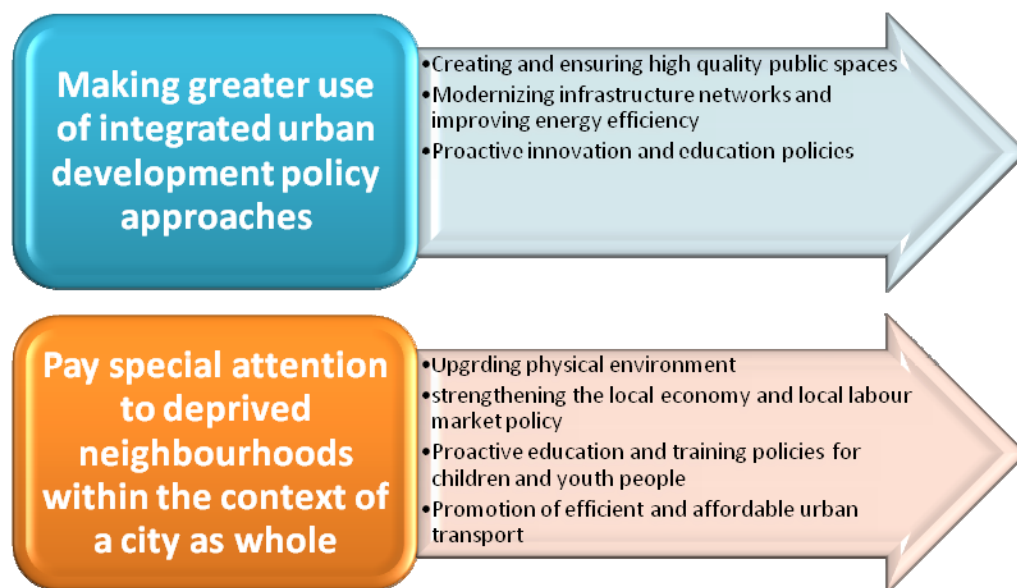 Making greater use
of integrated urban
development policy
approaches
•Creating and ensuring high quality public spaces
•Modernizing infrastructure networks and
improving energy efficiency
•Proactive innovation and education policies
Pay special attention
to deprived
neighbourhoods
within the context of
a city as whole
•Upgrding physical environment
•strengthening the local economy and local labour
market policy
•Proactive education and training policies for
children and youth people
•Promotion of efficient and affordable urban
transport